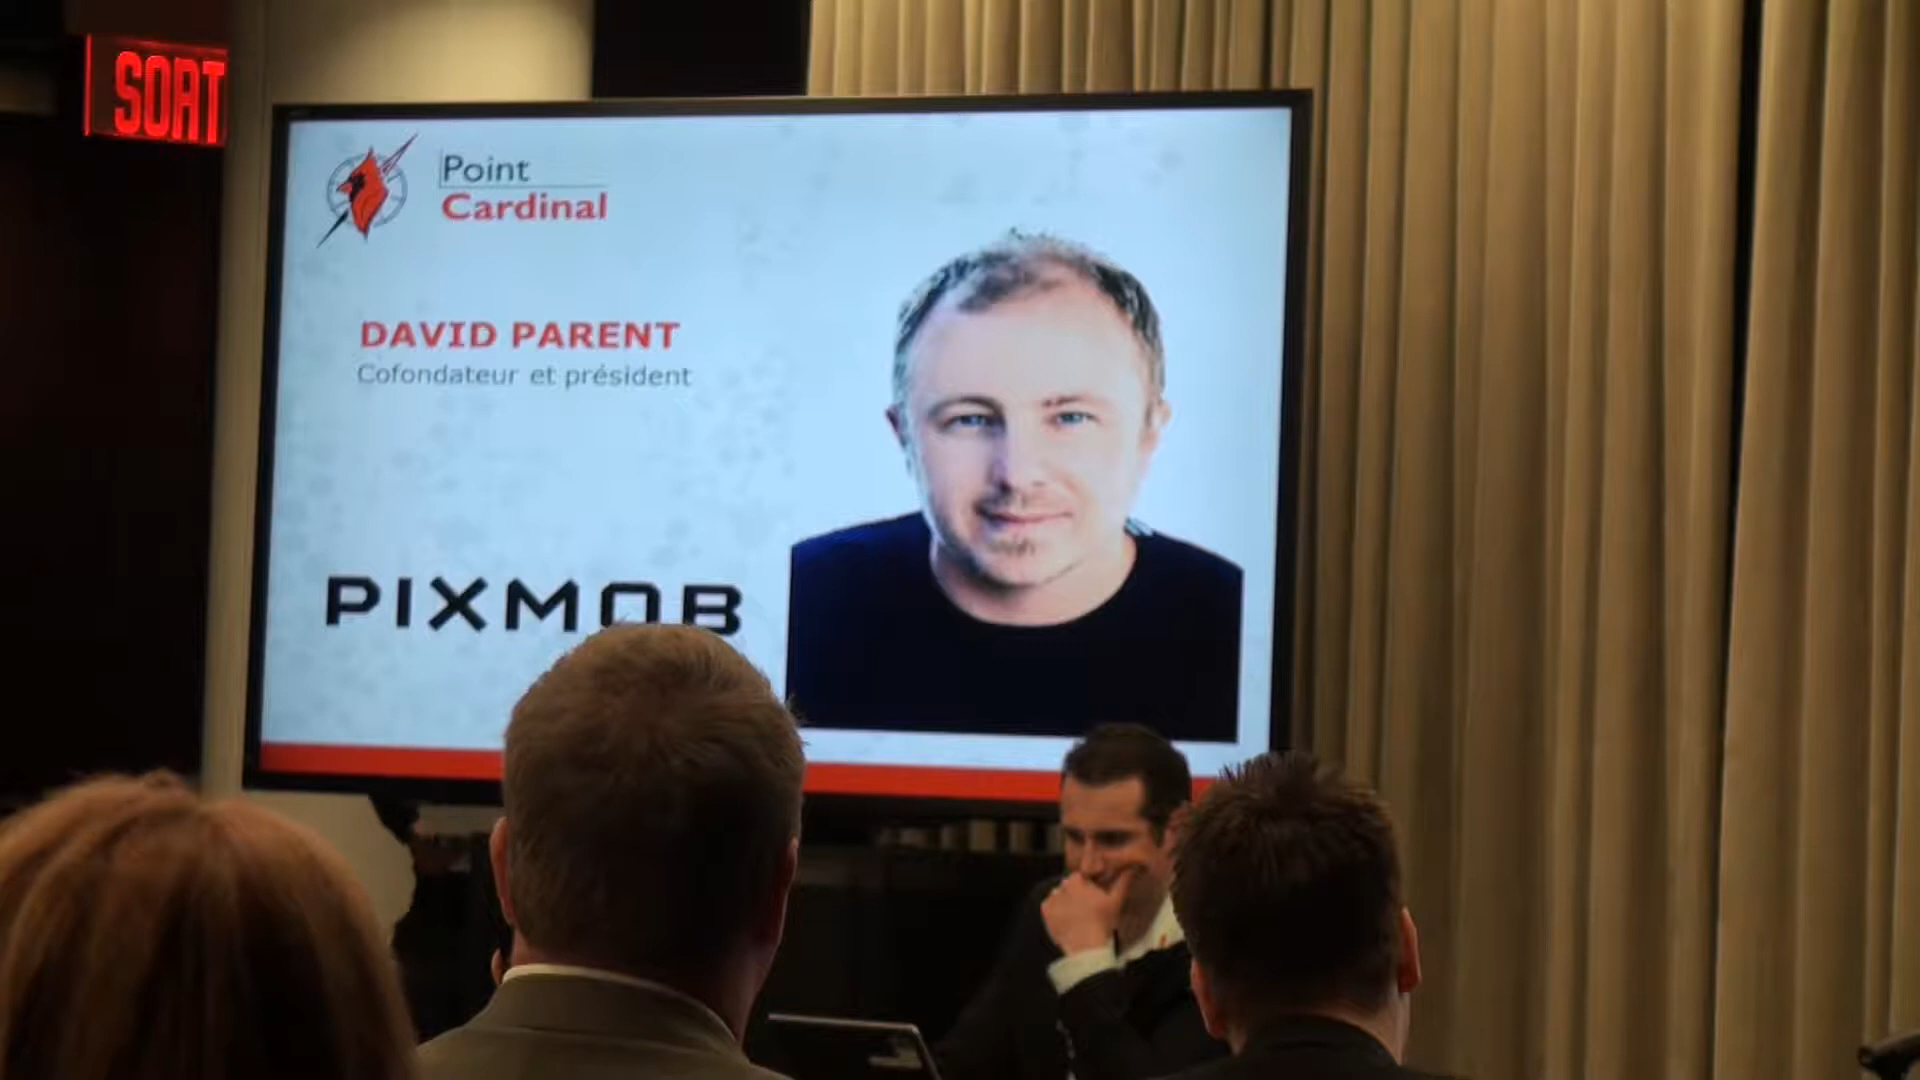 SORT
Point
Cardinal
DAVID PARENT
Cofondateur et président
PIXMOB